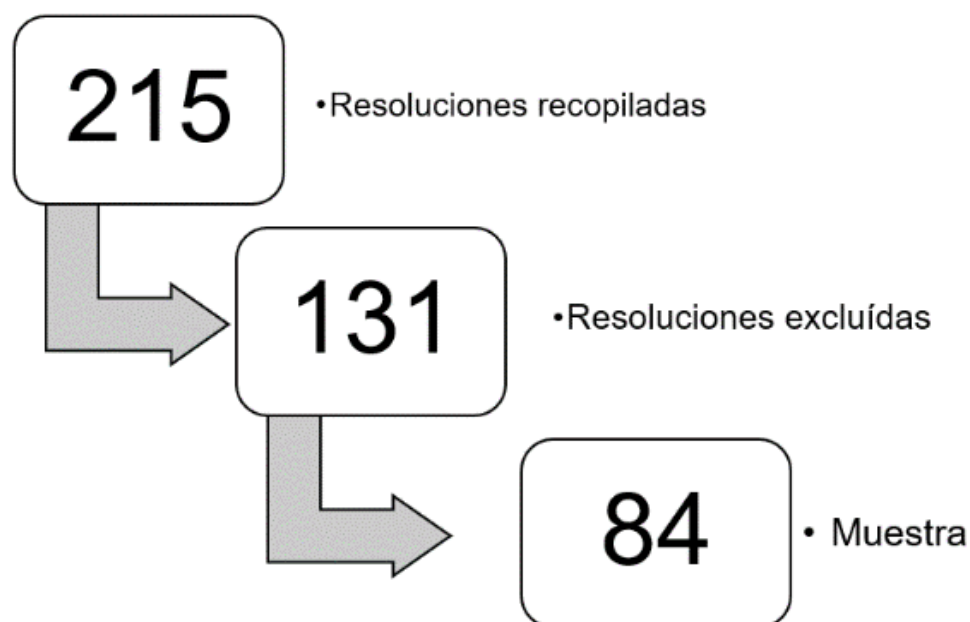 215
•Resoluciones recopiladas
131
•Resoluciones excluídas
84
• Muestra